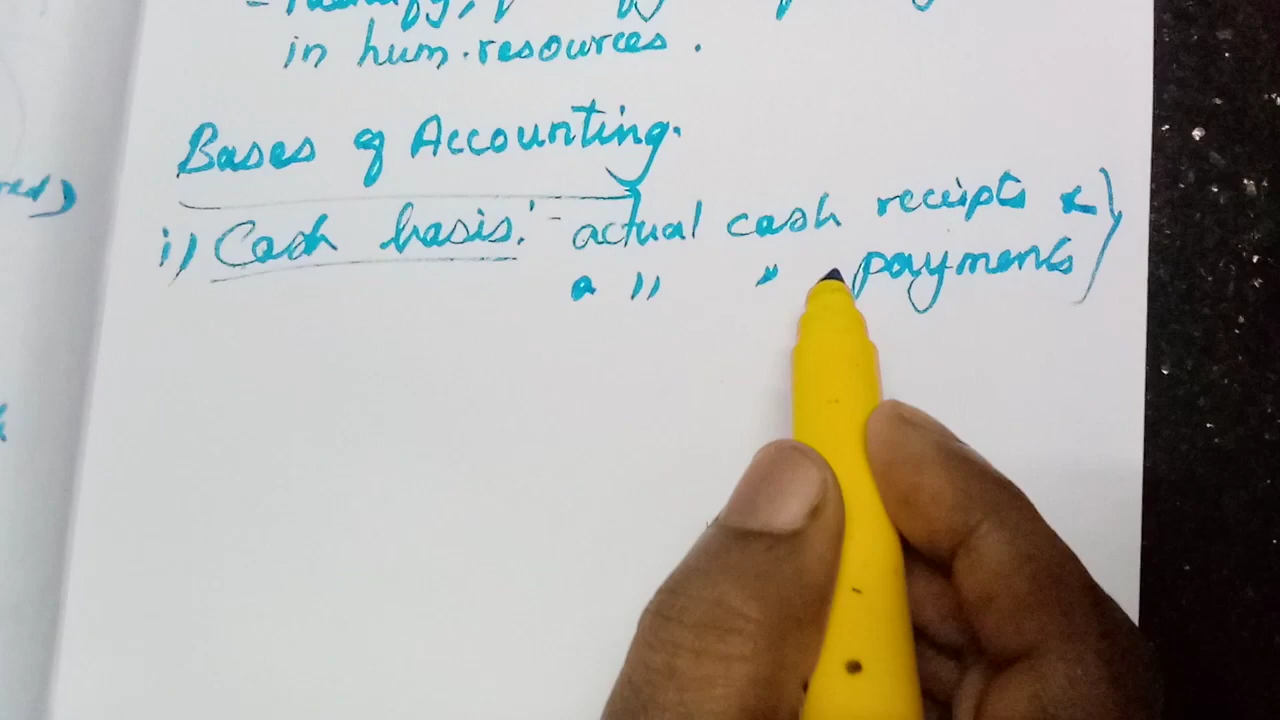 in hum. resources.
Bases of Accounting.
i) Cash basis:- actual cash receipts &
a " " payments